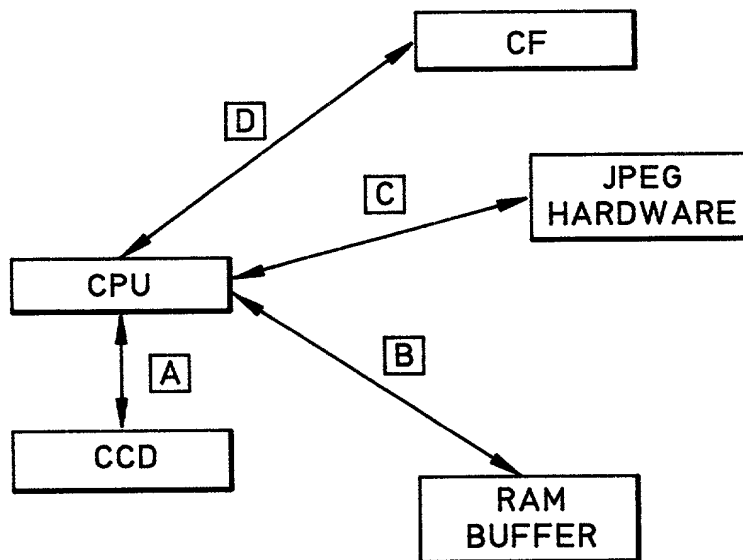 CF
D
JPEG
HARDWARE
C
CPU
B
A
CCD
RAM
BUFFER